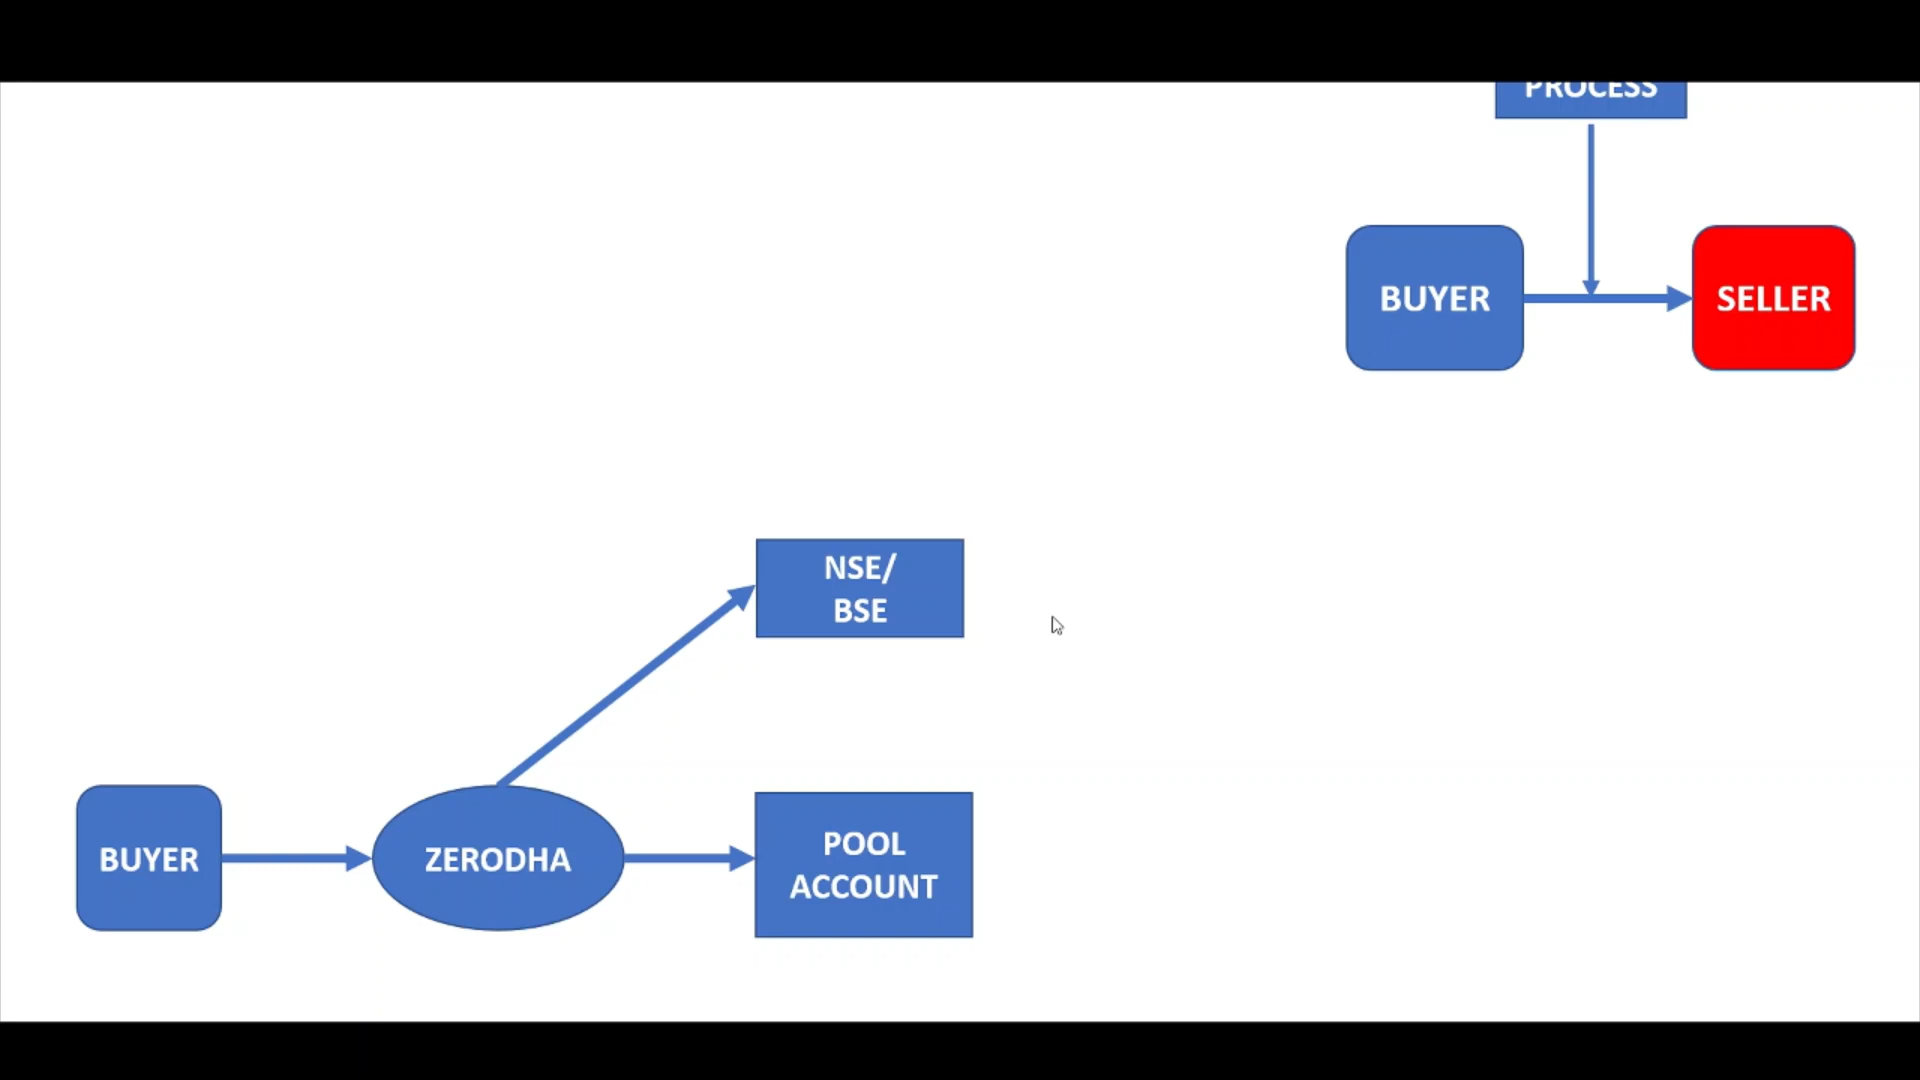 PROCESS
BUYER
SELLER
NSE/
BSE
BUYER
ZERODHA
POOL
ACCOUNT